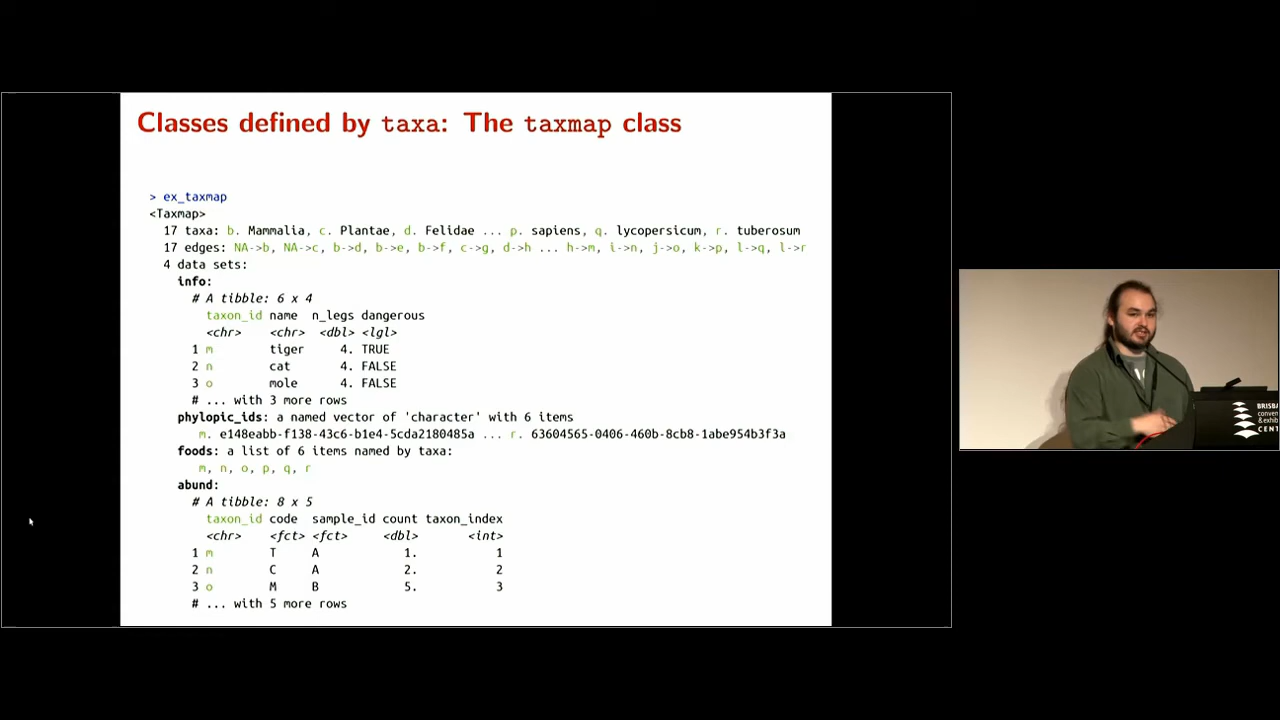 Classes defined by taxa: The taxmap class
> ex_taxmap
<Taxmap>
17 taxa: b. Mammalia, c. Plantae, d. Felidae ... p. sapiens, q. lycopersicum, r. tuberosum
17 edges: NA->b, NA->c, b->d, b->e, b->f, c->g, d->h ... h->m, i->n, j->o, k->p, l->q, l->r
4 data sets:
info:
# A tibble: 6 x 4
taxon_id name n_legs dangerous
<chr> <chr> <dbl> <lgl>
1 m tiger 4. TRUE
2 n cat 4. FALSE
3 o mole 4. FALSE
# ... with 3 more rows
phylopic_ids: a named vector of 'character' with 6 items
m. e148eabb-f138-43c6-b1e4-5cda2180485a ... r. 63604565-0406-460b-8cb8-1abe954b3f3a
foods: a list of 6 items named by taxa:
m, n, o, p, q, r
abund:
# A tibble: 8 x 5
taxon_id code sample_id count taxon_index
<chr> <fct> <fct> <dbl> <int>
1 m T A 1. 1
2 n C A 2. 2
3 o M B 5. 3
# ... with 5 more rows
BRISBA
conven
& exhib
CENT